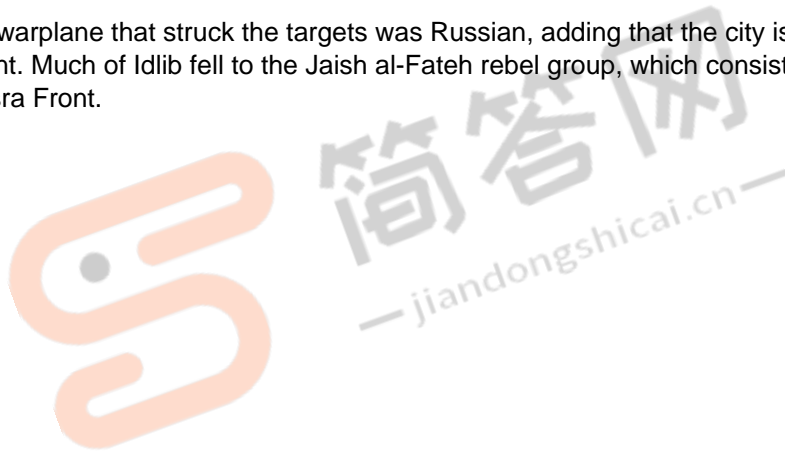 warplane that struck the targets was Russian, adding that the city is
nt. Much of Idlib fell to the Jaish al-Fateh rebel group, which consist
sra Front.
简答网
jiandongshicai.cn